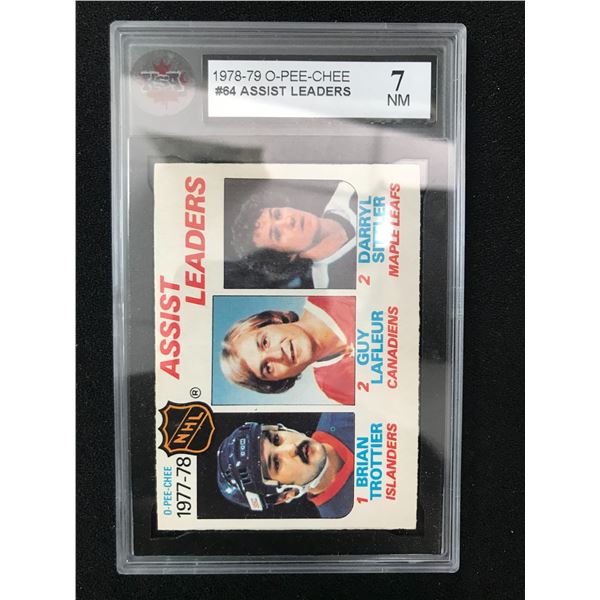 KSA
1978-79 O-PEE-CHEE
#64 ASSIST LEADERS
7
NM
O-PEE-CHEE
1977-78
NHL
®
ASSIST
LEADERS
1 BRIAN
TROTTIER
ISLANDERS
2 GUY
LAFLEUR
CANADIENS
2 DARRYL
SITTLER
MAPLE LEAFS